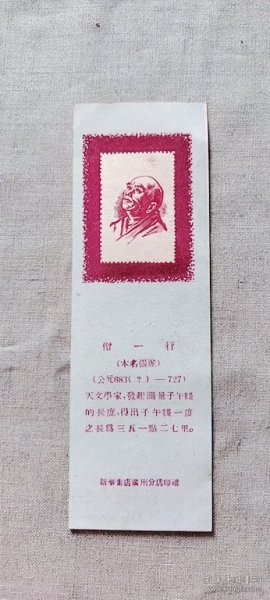 僧一行
(本名張遂)
(公元683(?)—727)
天文學家,發起測量子午綫
的長度,得出子午綫一度
之長爲三五一點二七里。
新華書店廣州分店印贈